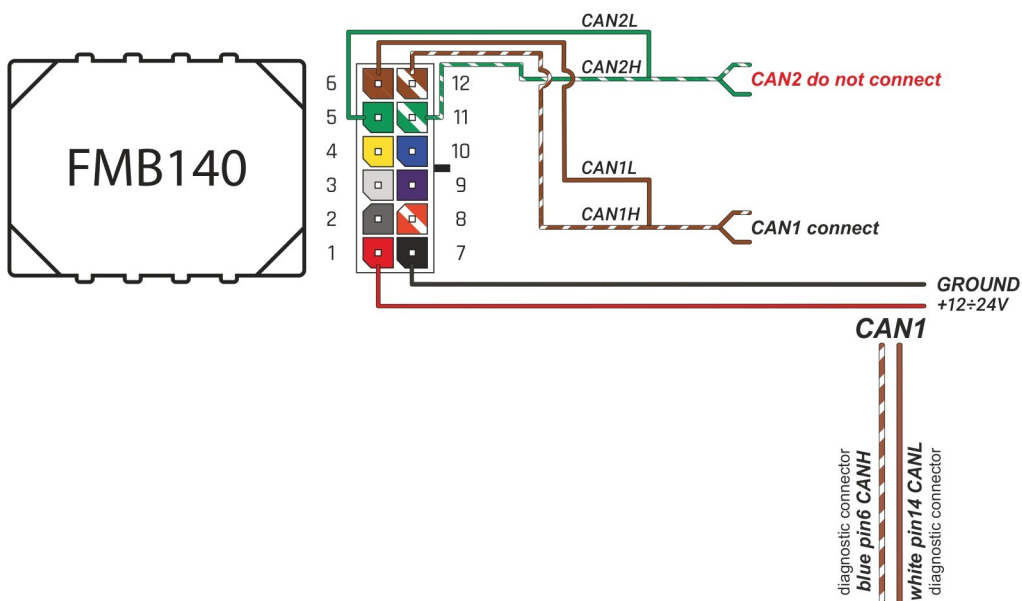 CAN2L
FMB140
6 12
CAN2H
CAN2 do not connect
5 11
4 10
3 9
CAN1L
2 8
CAN1H
CAN1 connect
1 7
GROUND
+12÷24V
CAN1
diagnostic connector
blue pin6 CANH
white pin14 CANL
diagnostic connector